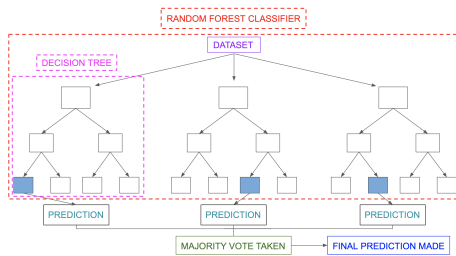 RANDOM FOREST CLASSIFIER
DATASET
DECISION TREE
PREDICTION
PREDICTION
PREDICTION
MAJORITY VOTE TAKEN
FINAL PREDICTION MADE